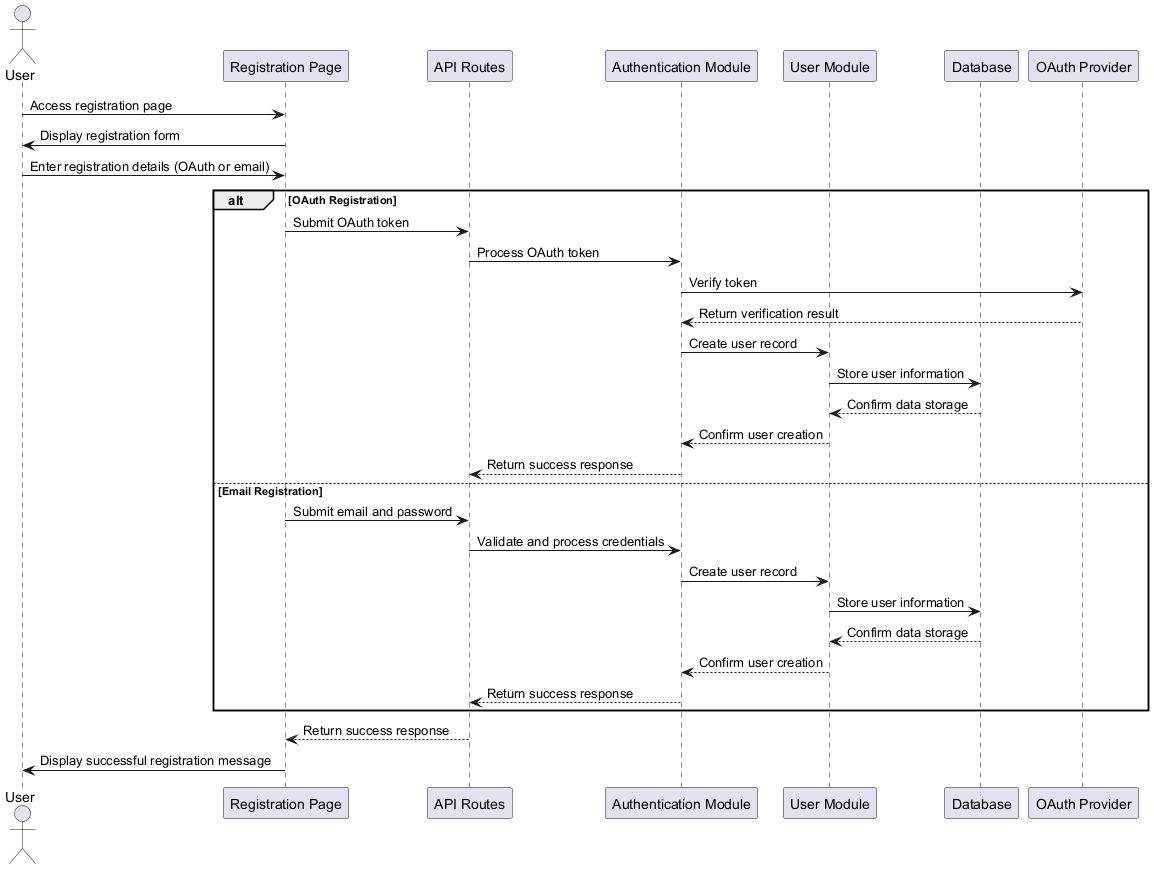 User
Registration Page
API Routes
Authentication Module
User Module
Database
OAuth Provider
Access registration page
Display registration form
Enter registration details (OAuth or email)
alt
[OAuth Registration]
Submit OAuth token
Process OAuth token
Verify token
Return verification result
Create user record
Store user information
Confirm data storage
Confirm user creation
Return success response
[Email Registration]
Submit email and password
Validate and process credentials
Create user record
Store user information
Confirm data storage
Confirm user creation
Return success response
Return success response
Display successful registration message
User
Registration Page
API Routes
Authentication Module
User Module
Database
OAuth Provider